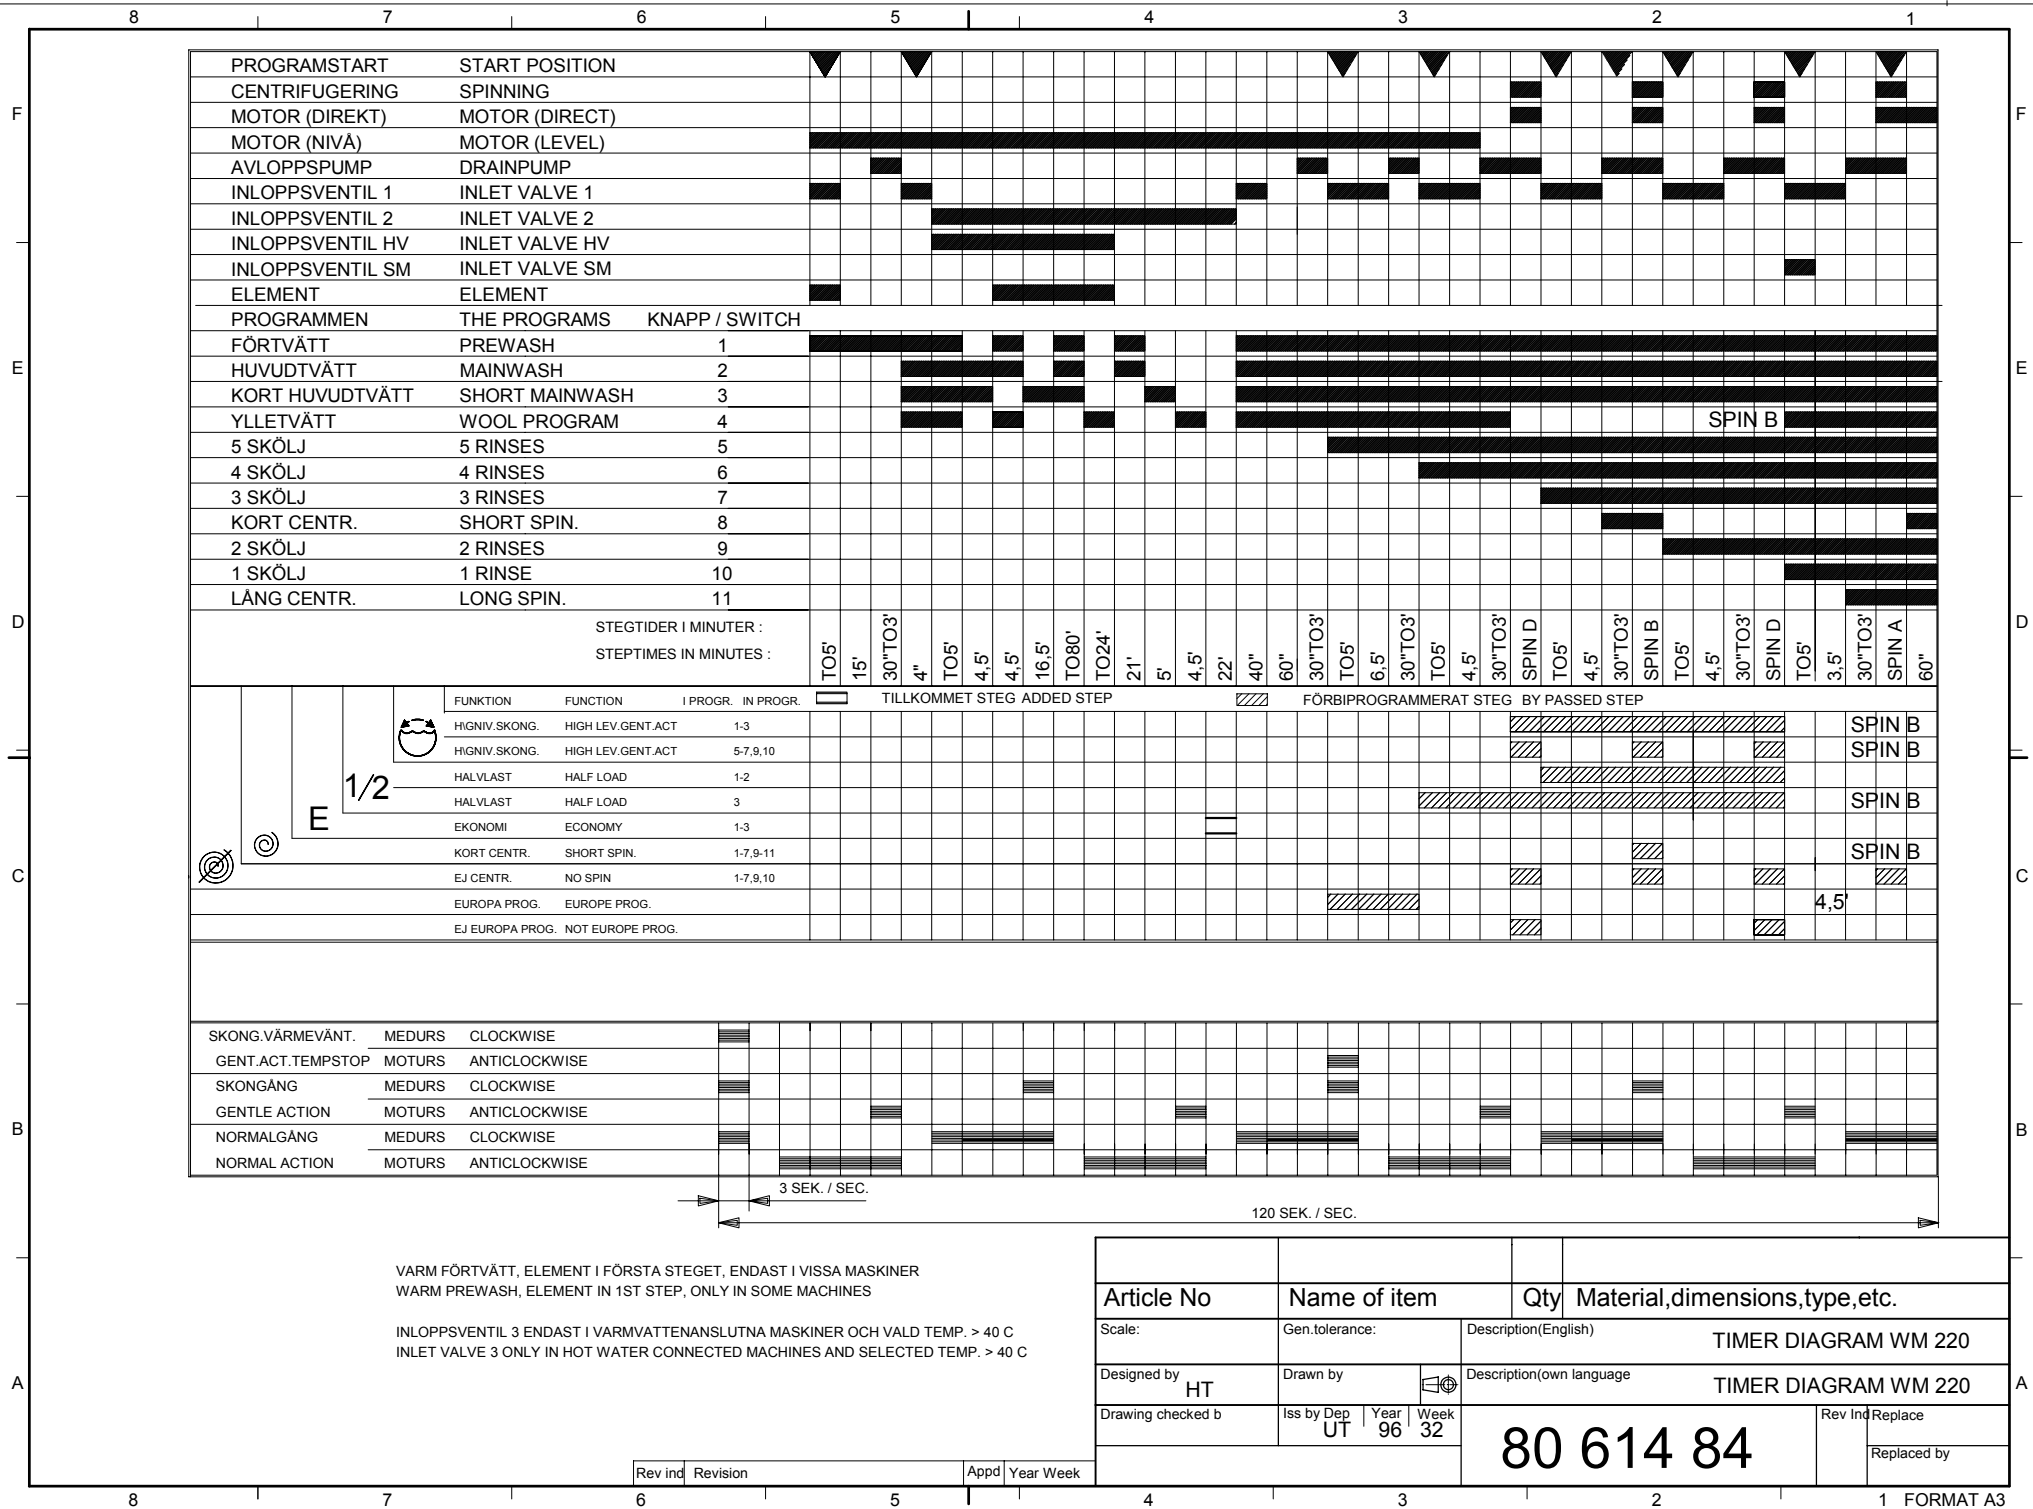 8 7 6 5 4 3 2 1
PROGRAMSTART START POSITION
CENTRIFUGERING SPINNING
F MOTOR (DIREKT) MOTOR (DIRECT) F
MOTOR (NIVÅ) MOTOR (LEVEL)
AVLOPPSPUMP DRAINPUMP
INLOPPSVENTIL 1 INLET VALVE 1
INLOPPSVENTIL 2 INLET VALVE 2
INLOPPSVENTIL HV INLET VALVE HV
INLOPPSVENTIL SM INLET VALVE SM
ELEMENT ELEMENT
PROGRAMMEN THE PROGRAMS KNAPP / SWITCH
FÖRTVÄTT PREWASH 1
E HUVUDTVÄTT MAINWASH 2 E
KORT HUVUDTVÄTT SHORT MAINWASH 3
YLLETVÄTT WOOL PROGRAM 4 SPIN B
5 SKÖLJ 5 RINSES 5
4 SKÖLJ 4 RINSES 6
3 SKÖLJ 3 RINSES 7
KORT CENTR. SHORT SPIN. 8
2 SKÖLJ 2 RINSES 9
1 SKÖLJ 1 RINSE 10
LÅNG CENTR. LONG SPIN. 11
D STEGTIDER I MINUTER : D
STEPTIMES IN MINUTES :
TO5' 15' 30"TO3' 4" TO5' 4,5' 4,5' 16,5' TO80' TO24' 21' 5' 4,5' 22' 40" 60" 30"TO3' TO5' 6,5' 30"TO3' TO5' 4,5' 30"TO3' SPIN D TO5' 4,5' 30"TO3' SPIN B TO5' 4,5' 30"TO3' SPIN D TO5' 3,5' 30"TO3' SPIN A 60"
FUNKTION FUNCTION I PROGR. IN PROGR. TILLKOMMET STEG ADDED STEP FÖRBIPROGRAMMERAT STEG BY PASSED STEP
H\GNIV.SKONG. HIGH LEV.GENT.ACT 1-3 SPIN B
H\GNIV.SKONG. HIGH LEV.GENT.ACT 5-7,9,10 SPIN B
1/2 HALVLAST HALF LOAD 1-2
HALVLAST HALF LOAD 3 SPIN B
E EKONOMI ECONOMY 1-3
KORT CENTR. SHORT SPIN. 1-7,9-11 SPIN B
C EJ CENTR. NO SPIN 1-7,9,10 C
EUROPA PROG. EUROPE PROG. 4,5'
EJ EUROPA PROG. NOT EUROPE PROG.
SKONG.VÄRMEVÄNT. MEDURS CLOCKWISE
GENT.ACT.TEMPSTOP MOTURS ANTICLOCKWISE
SKONGÅNG MEDURS CLOCKWISE
GENTLE ACTION MOTURS ANTICLOCKWISE
B NORMALGÅNG MEDURS CLOCKWISE B
NORMAL ACTION MOTURS ANTICLOCKWISE
3 SEK. / SEC.
120 SEK. / SEC.
VARM FÖRTVÄTT, ELEMENT I FÖRSTA STEGET, ENDAST I VISSA MASKINER
WARM PREWASH, ELEMENT IN 1ST STEP, ONLY IN SOME MACHINES
INLOPPSVENTIL 3 ENDAST I VARMVATTENANSLUTNA MASKINER OCH VALD TEMP. > 40 C
INLET VALVE 3 ONLY IN HOT WATER CONNECTED MACHINES AND SELECTED TEMP. > 40 C
Article No Name of item Qty Material,dimensions,type,etc.
Scale: Gen.tolerance: Description(English) TIMER DIAGRAM WM 220
A Designed by HT Drawn by Description(own language TIMER DIAGRAM WM 220 A
Drawing checked b Iss by Dep UT Year 96 Week 32 80 614 84 Rev Ind Replace
Replaced by
Rev ind Revision Appd Year Week
8 7 6 5 4 3 2 1 FORMAT A3